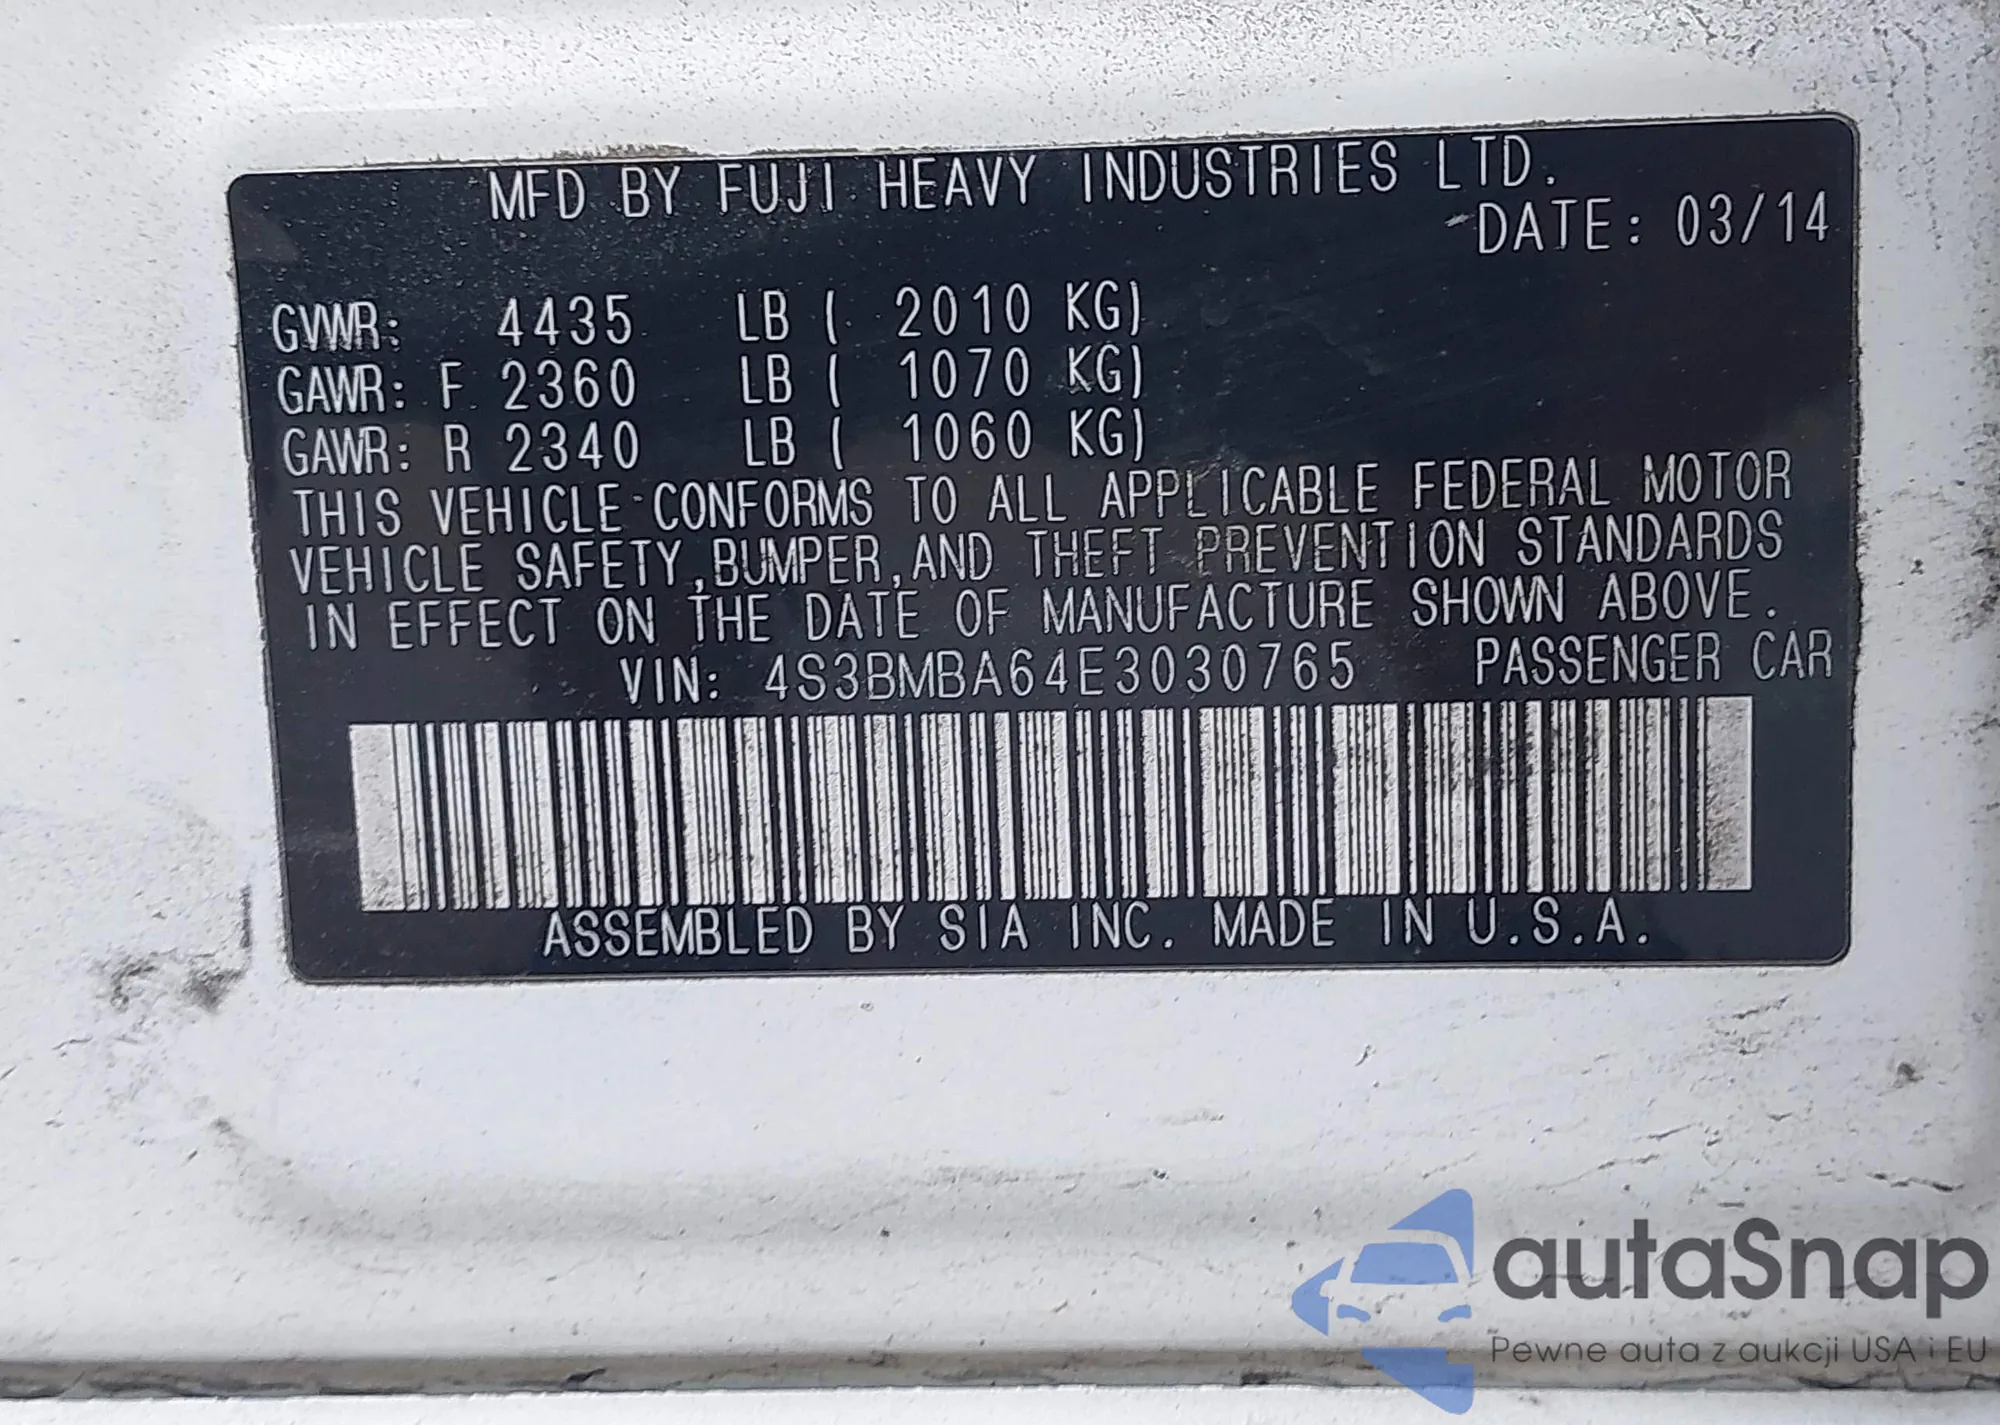 MFD BY FUJI HEAVY INDUSTRIES LTD.
DATE: 03/14
GVWR: 4435 LB ( 2010 KG)
GAWR: F 2360 LB ( 1070 KG)
GAWR: R 2340 LB ( 1060 KG)
THIS VEHICLE CONFORMS TO ALL APPLICABLE FEDERAL MOTOR
VEHICLE SAFETY,BUMPER,AND THEFT PREVENTION STANDARDS
IN EFFECT ON THE DATE OF MANUFACTURE SHOWN ABOVE.
VIN: 4S3BMBA64E3030765 PASSENGER CAR
ASSEMBLED BY SIA INC. MADE IN U.S.A.
autaSnap
Pewne auta z aukcji USA i EU